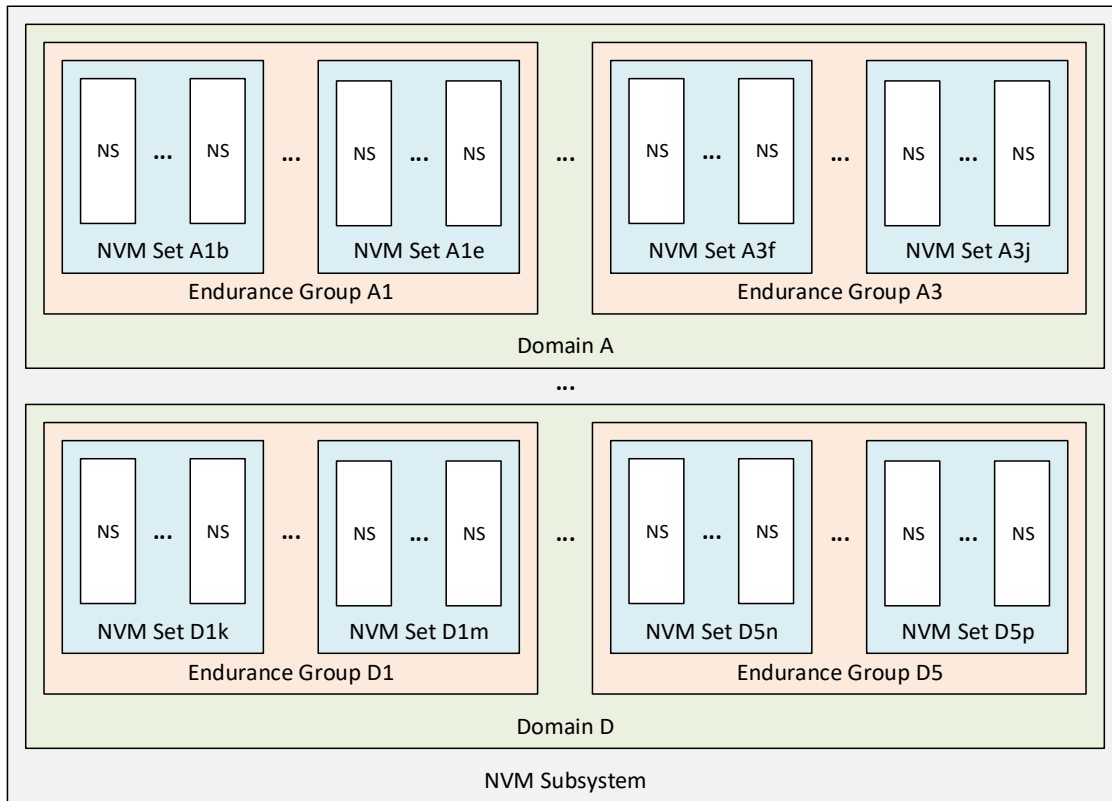 NS ... NS ... NS ... NS ... NS ... NS ... NS ... NS
NVM Set A1b NVM Set A1e NVM Set A3f NVM Set A3j
Endurance Group A1 Endurance Group A3
Domain A
...
NS ... NS ... NS ... NS ... NS ... NS ... NS ... NS
NVM Set D1k NVM Set D1m NVM Set D5n NVM Set D5p
Endurance Group D1 Endurance Group D5
Domain D
NVM Subsystem